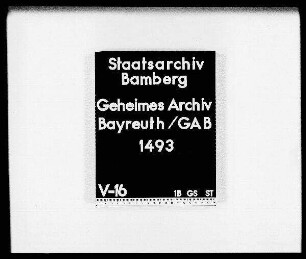 Staatsarchiv
Bamberg
Geheimes Archiv
Bayreuth/GAB
1493
V-16 1B GS ST